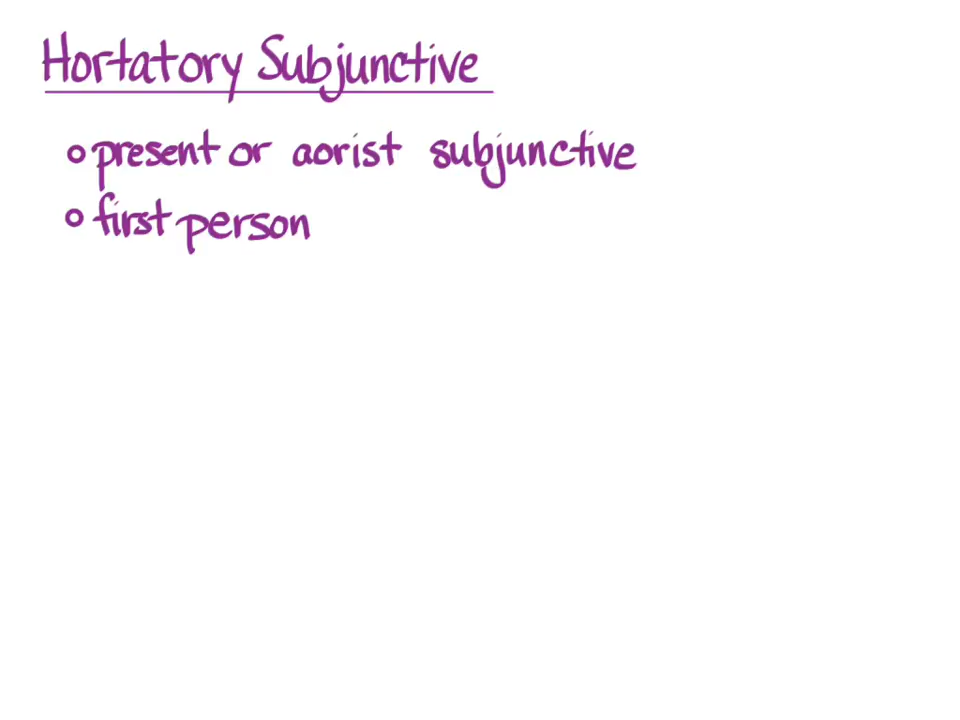 Hortatory Subjunctive
∘ present or aorist subjunctive
∘ first person